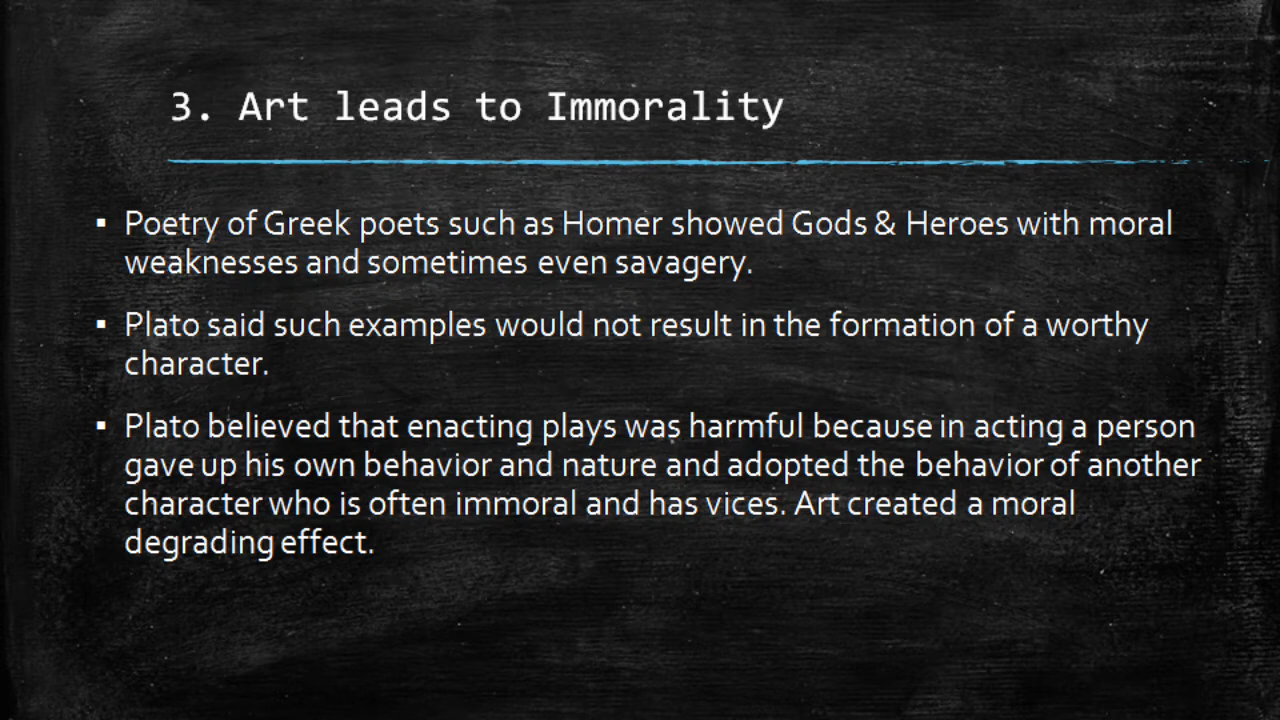 3. Art leads to Immorality
▪ Poetry of Greek poets such as Homer showed Gods & Heroes with moral
weaknesses and sometimes even savagery.
▪ Plato said such examples would not result in the formation of a worthy
character.
▪ Plato believed that enacting plays was harmful because in acting a person
gave up his own behavior and nature and adopted the behavior of another
character who is often immoral and has vices. Art created a moral
degrading effect.